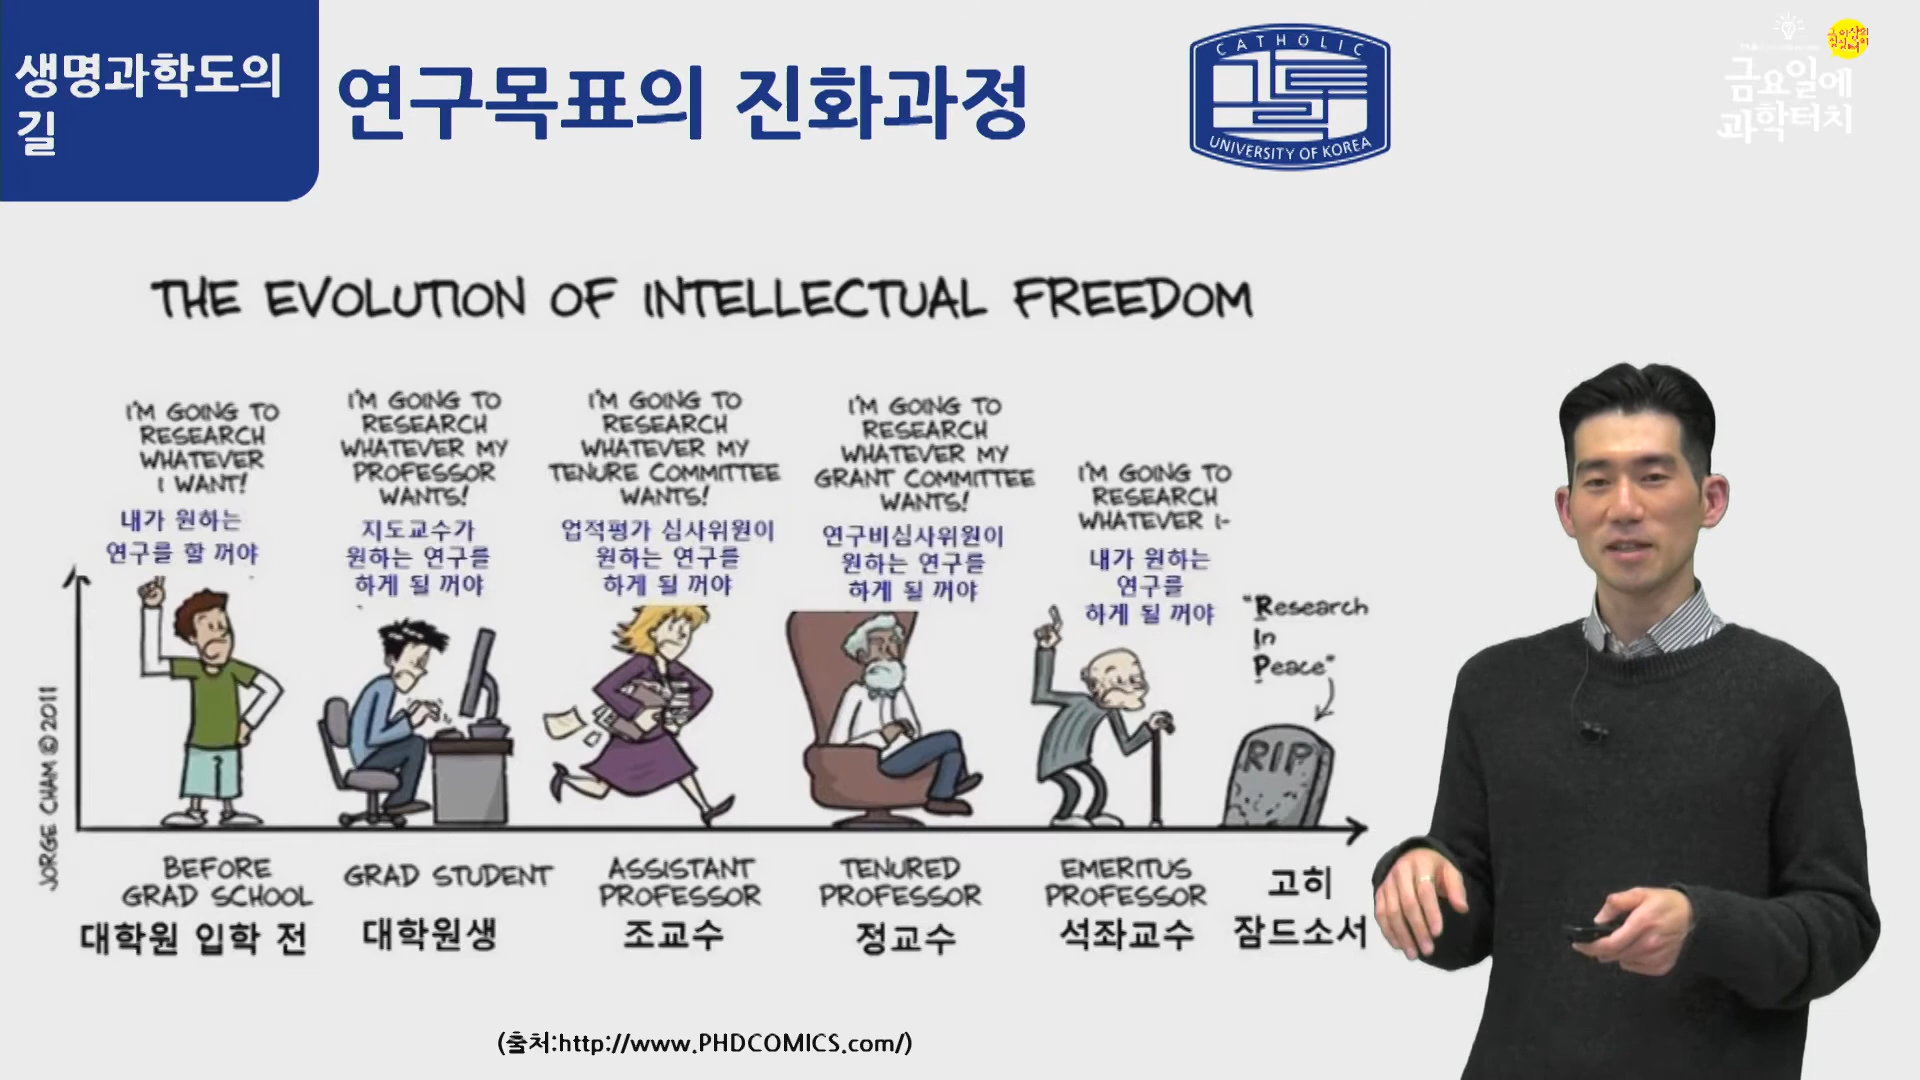 생명과학도의
길
연구목표의 진화과정
CATHOLIC
UNIVERSITY OF KOREA
금요일에
과학터치
THE EVOLUTION OF INTELLECTUAL FREEDOM
I'M GOING TO
RESEARCH
WHATEVER
I WANT!
내가 원하는
연구를 할 꺼야
I'M GOING TO
RESEARCH
WHATEVER MY
PROFESSOR
WANTS!
지도교수가
원하는 연구를
하게 될 꺼야
I'M GOING TO
RESEARCH
WHATEVER MY
TENURE COMMITTEE
WANTS!
업적평가 심사위원이
원하는 연구를
하게 될 꺼야
I'M GOING TO
RESEARCH
WHATEVER MY
GRANT COMMITTEE
WANTS!
연구비심사위원이
원하는 연구를
하게 될 꺼야
I'M GOING TO
RESEARCH
WHATEVER I-
내가 원하는
연구를
하게 될 꺼야
"Research
In
Peace"
RIP
JORGE CHAM © 2011
BEFORE
GRAD SCHOOL
대학원 입학 전
GRAD STUDENT
대학원생
ASSISTANT
PROFESSOR
조교수
TENURED
PROFESSOR
정교수
EMERITUS
PROFESSOR
석좌교수
고히
잠드소서
(출처:http://www.PHDCOMICS.com/)